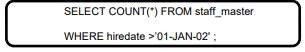 SELECT COUNT(*) FROM staff_master
WHERE hiredate >'01-JAN-02' ;